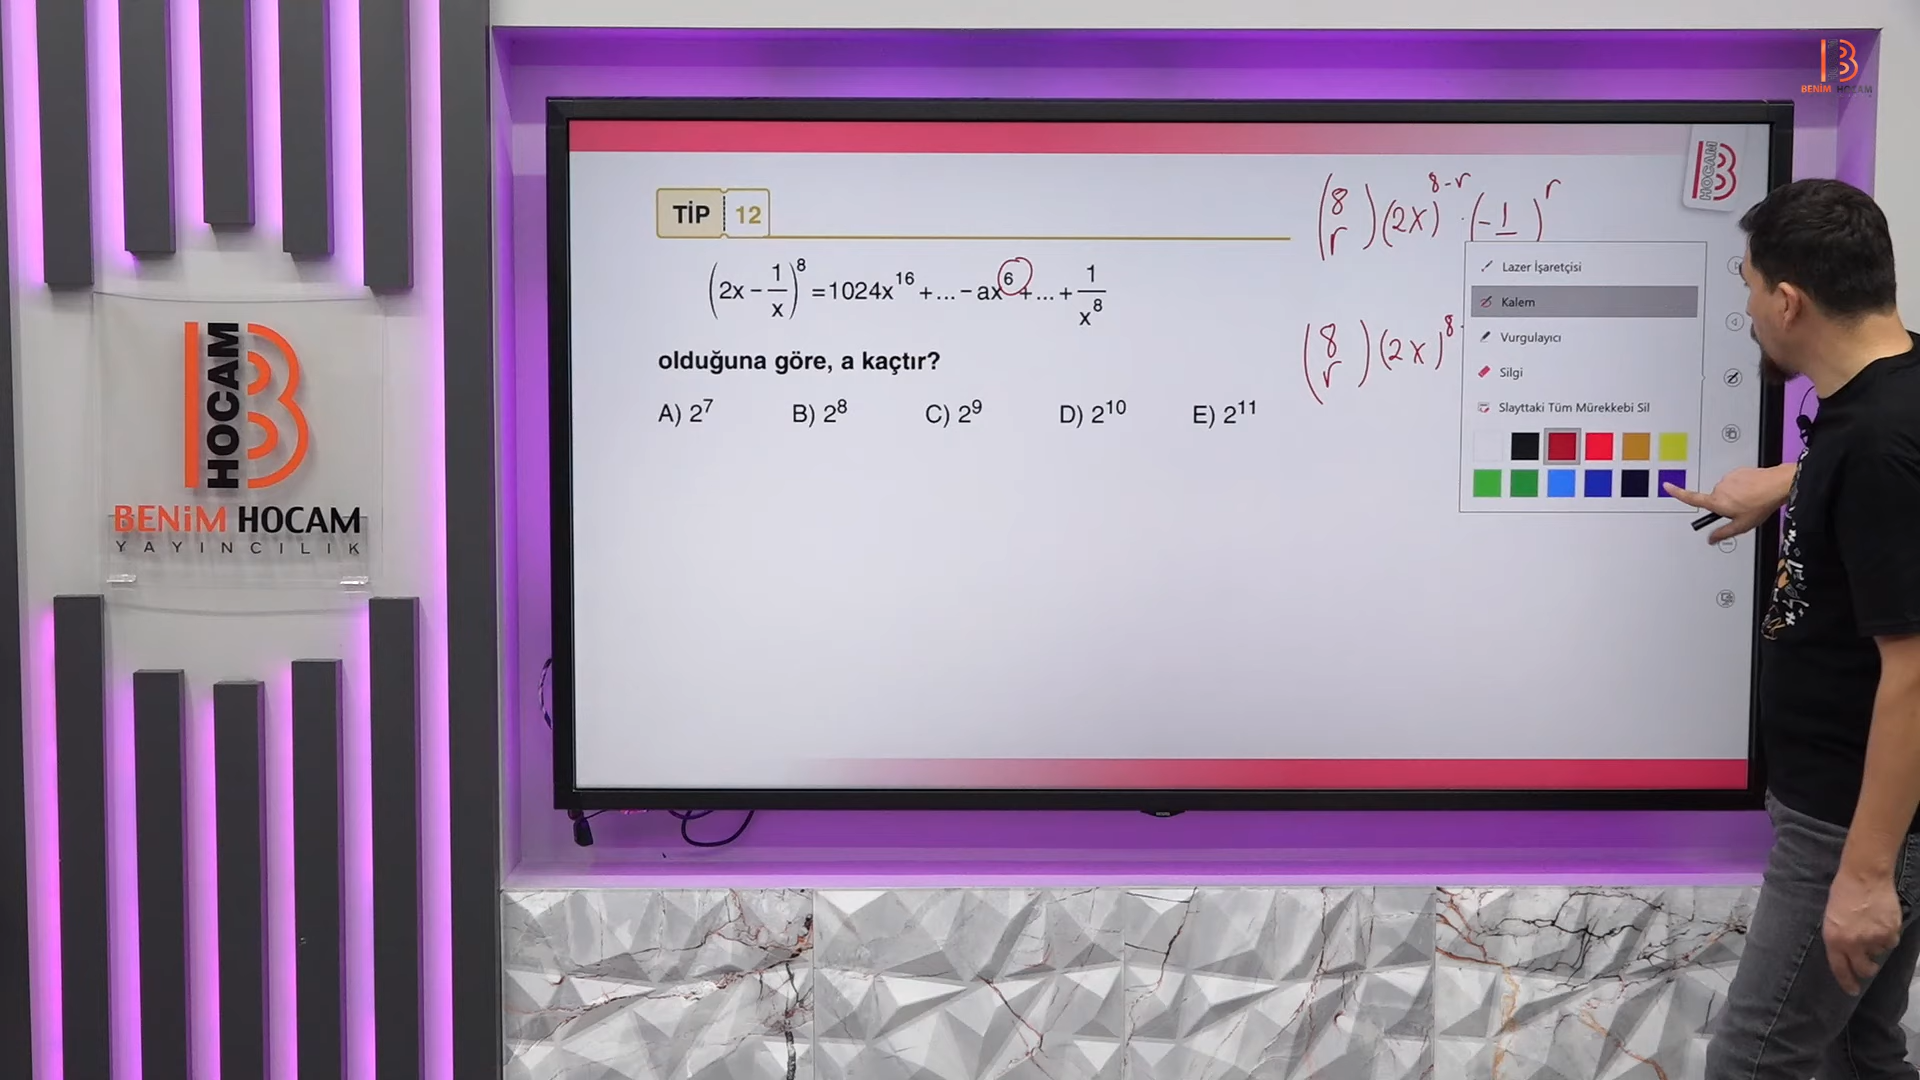 BENİM HOCAM
HOCAM
TİP 12
(2x - 1/x)^8 = 1024x^16 + ... - ax^6 + ... + 1/x^8
olduğuna göre, a kaçtır?
A) 2^7 B) 2^8 C) 2^9 D) 2^10 E) 2^11
(8 r) (2x)^8-r . (-1)^r
(8 r) (2x)^8
Lazer İşaretçisi
Kalem
Vurgulayıcı
Silgi
Slayttaki Tüm Mürekkebi Sil
HOCAM
BENİM HOCAM
YAYINCILIK